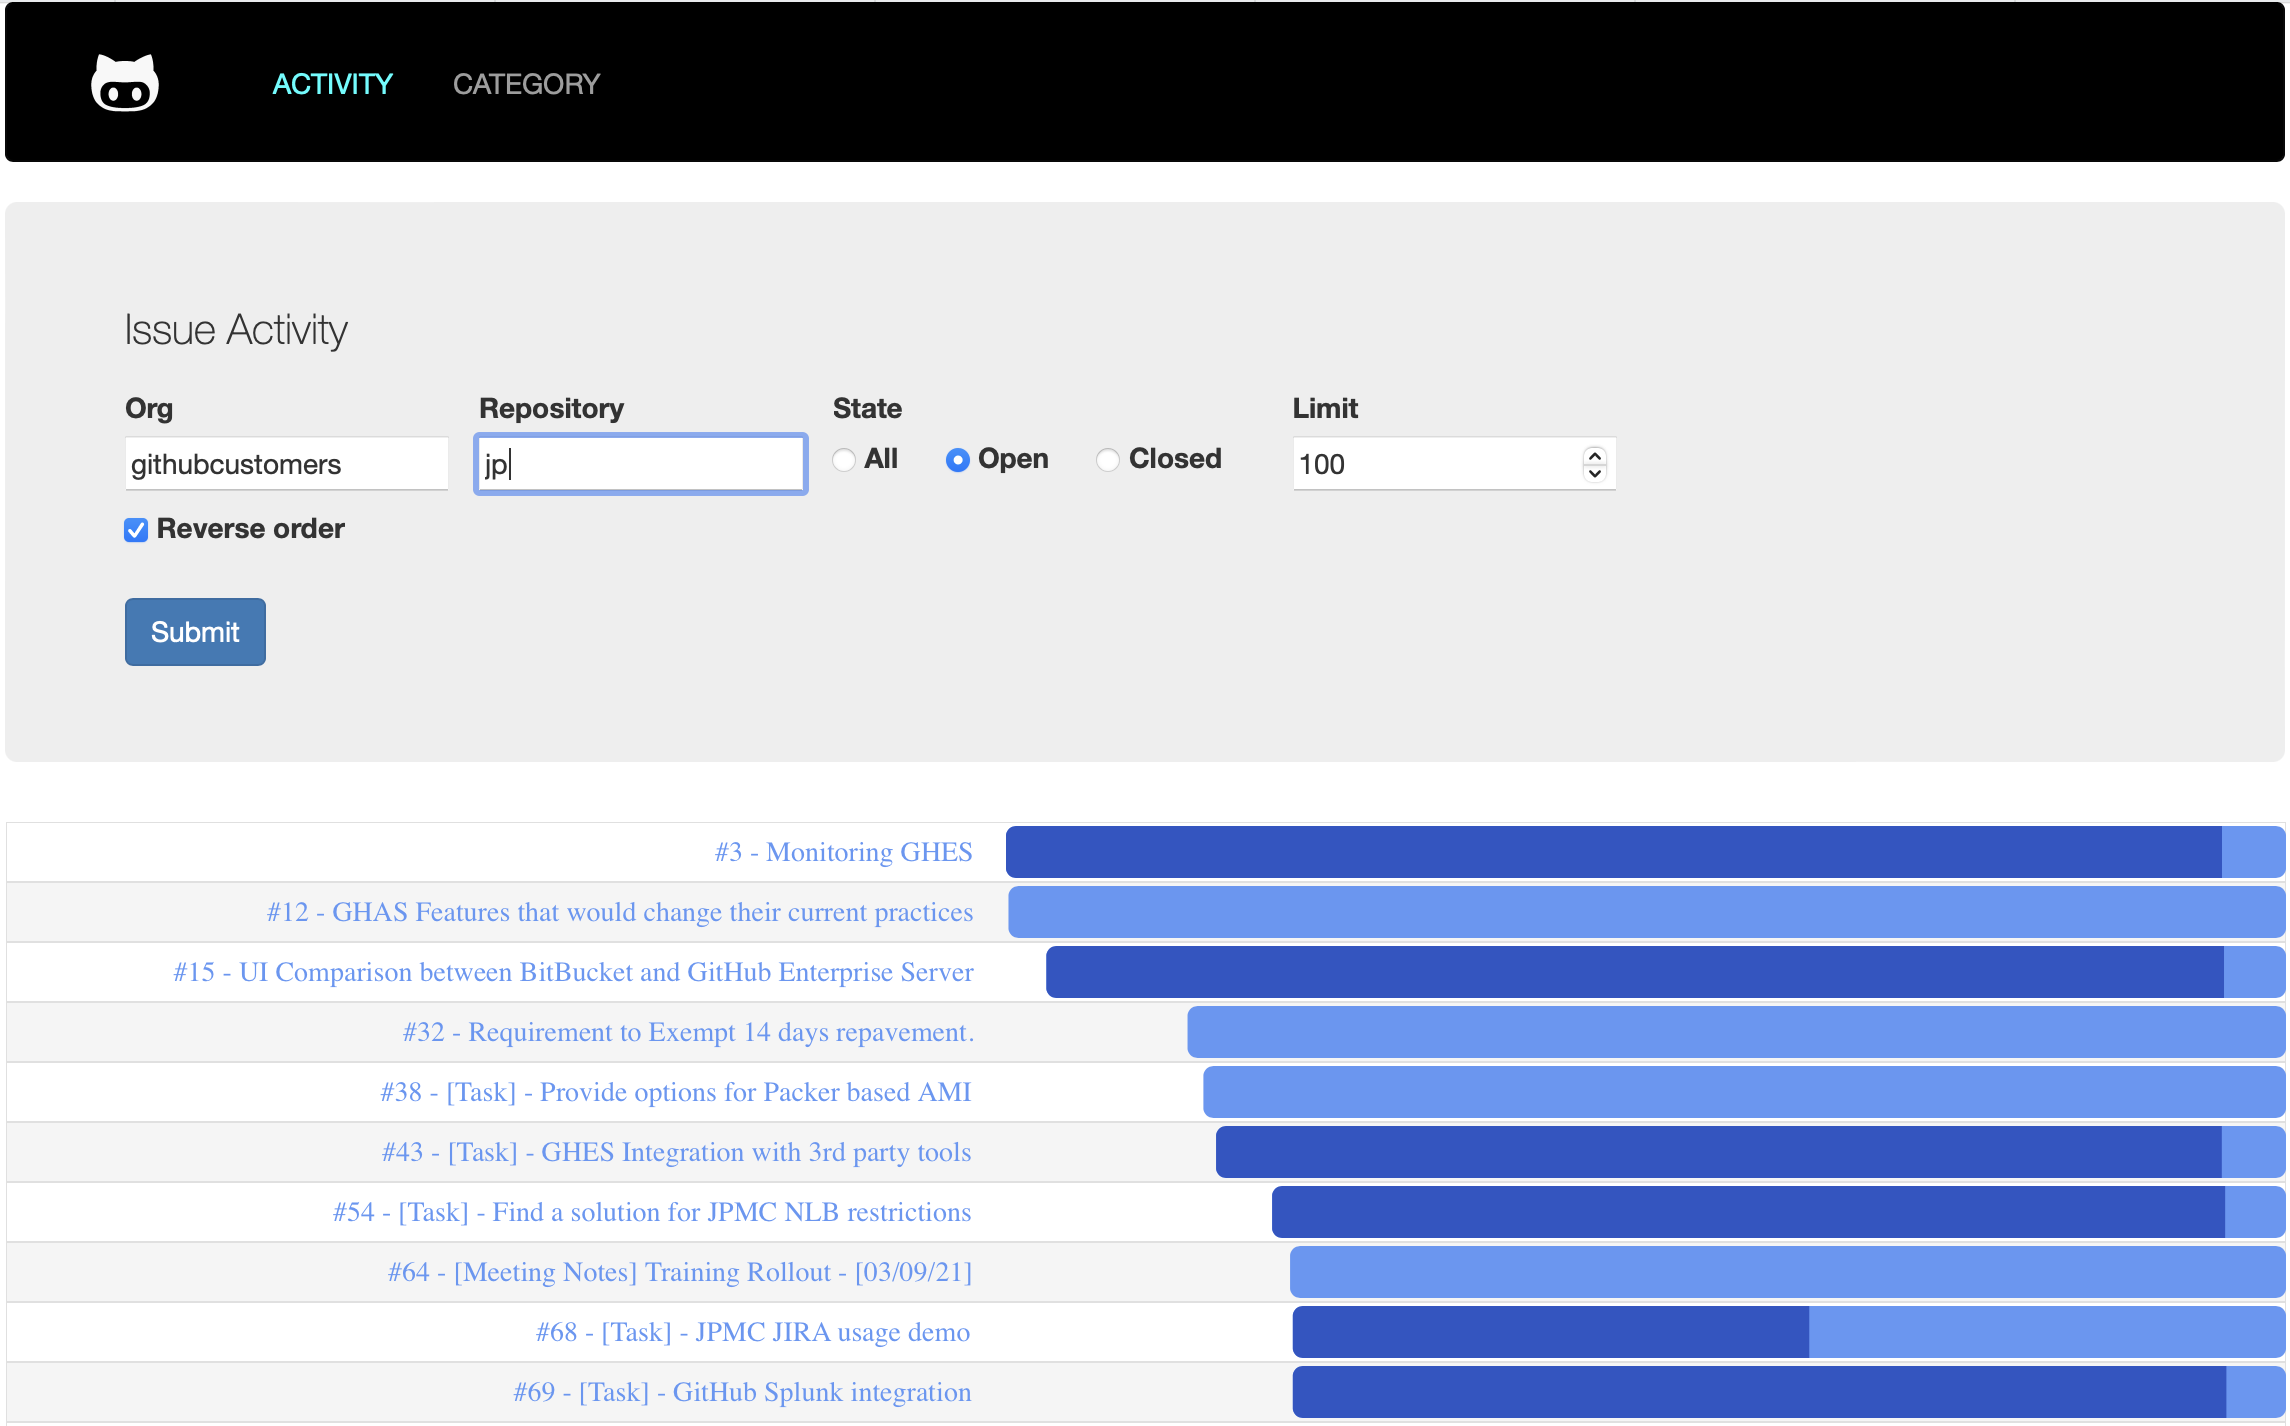 ACTIVITY CATEGORY
Issue Activity
Org Repository State Limit
githubcustomers jp All Open Closed 100
Reverse order
Submit
#3 - Monitoring GHES
#12 - GHAS Features that would change their current practices
#15 - UI Comparison between BitBucket and GitHub Enterprise Server
#32 - Requirement to Exempt 14 days repavement.
#38 - [Task] - Provide options for Packer based AMI
#43 - [Task] - GHES Integration with 3rd party tools
#54 - [Task] - Find a solution for JPMC NLB restrictions
#64 - [Meeting Notes] Training Rollout - [03/09/21]
#68 - [Task] - JPMC JIRA usage demo
#69 - [Task] - GitHub Splunk integration